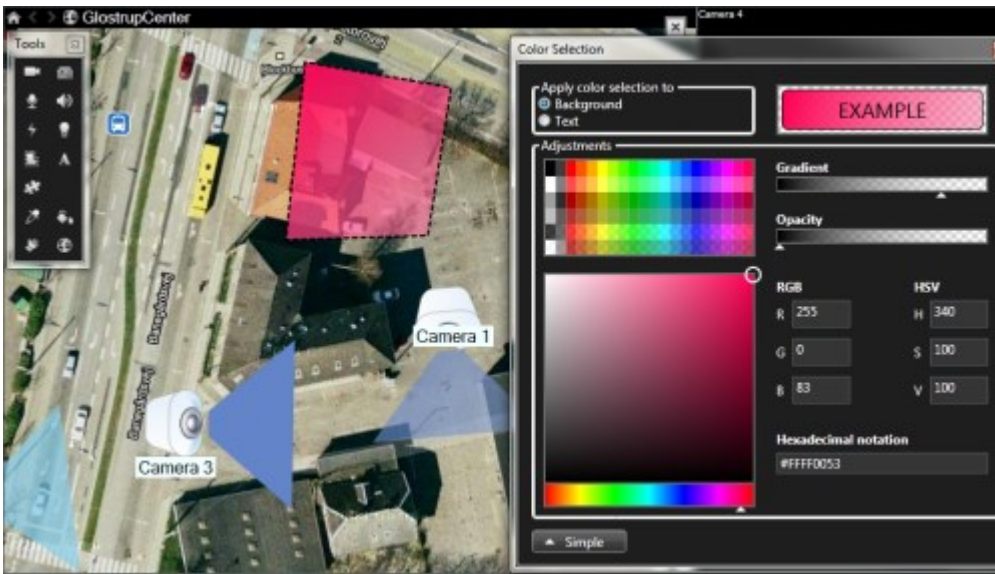 GlostrupCenter
Camera 4
Tools
Color Selection
Apply color selection to
Background
Text
EXAMPLE
Adjustments
Gradient
Opacity
RGB
HSV
R 255
H 340
G 0
S 100
B 83
V 100
Hexadecimal notation
#FFFF0053
Simple
A
Camera 1
Camera 3